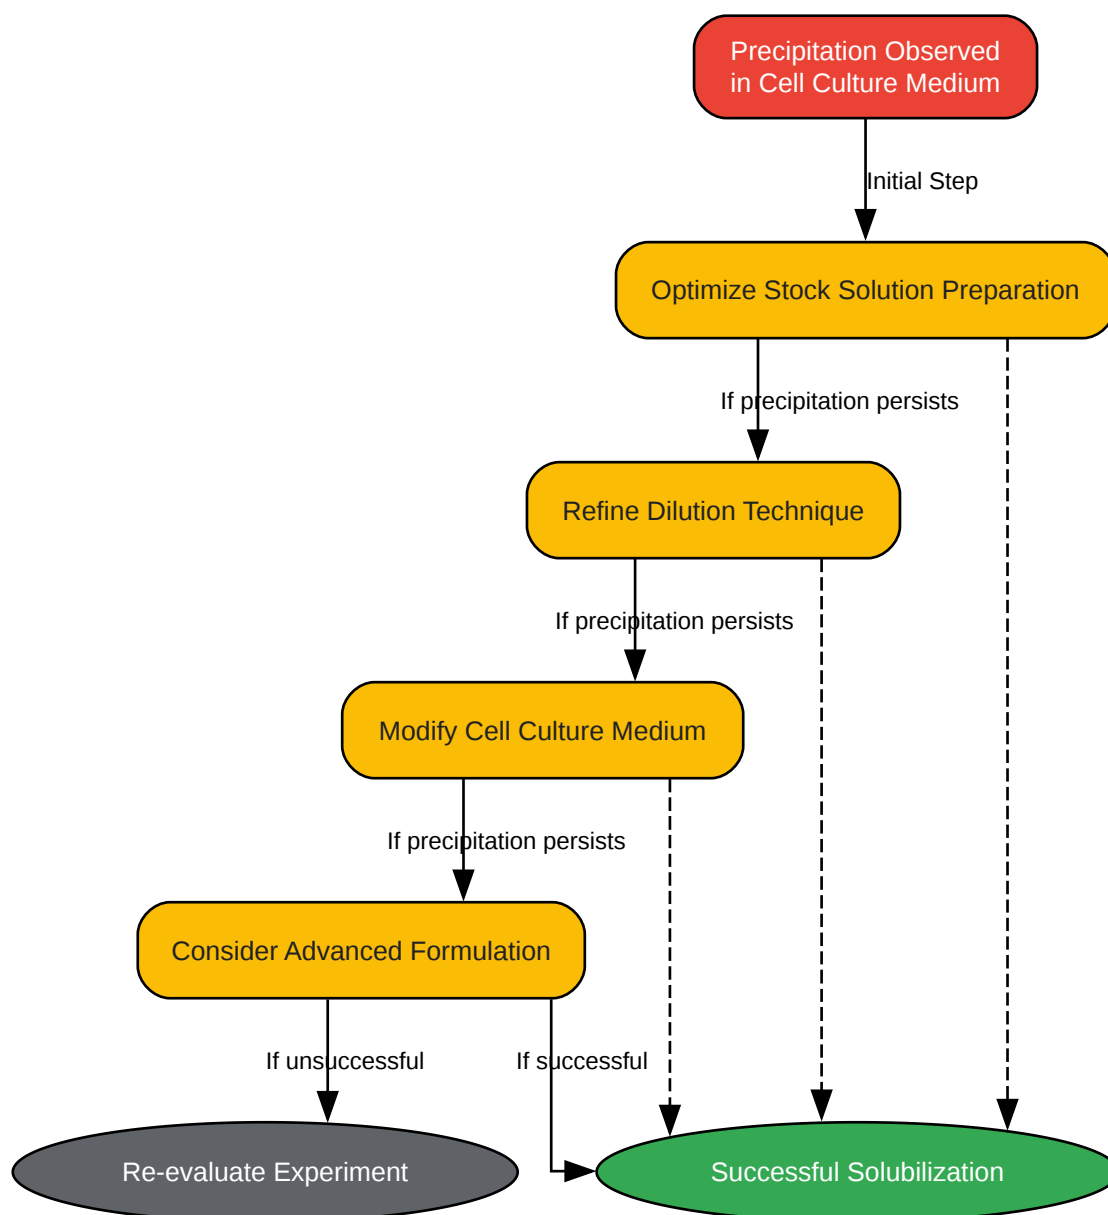 Precipitation Observed
in Cell Culture Medium
Initial Step
Optimize Stock Solution Preparation
If precipitation persists
Refine Dilution Technique
If precipitation persists
Modify Cell Culture Medium
If precipitation persists
Consider Advanced Formulation
If unsuccessful
If successful
Re-evaluate Experiment
Successful Solubilization